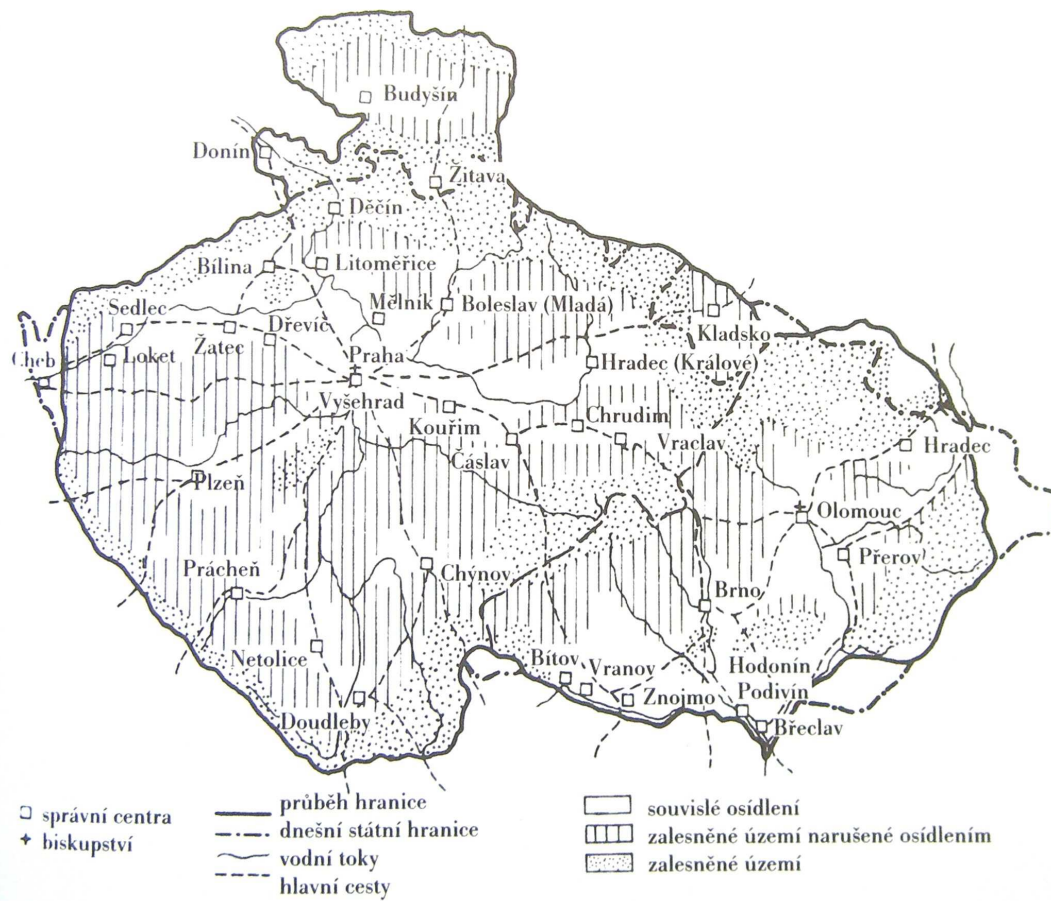 Budyšín
Donín
Žitava
Děčín
Bílina
Litoměřice
Sedlec
Mělník
Boleslav (Mladá)
Dřevíč
Kladsko
Cheb
Loket
Žatec
Praha
Hradec (Králové)
Vyšehrad
Kouřim
Chrudim
Čáslav
Vraclav
Hradec
Plzeň
Olomouc
Přerov
Prácheň
Chýnov
Brno
Netolice
Bítov
Vranov
Hodonín
Doudleby
Znojmo
Podivín
Břeclav
správní centra
biskupství
průběh hranice
dnešní státní hranice
vodní toky
hlavní cesty
souvislé osídlení
zalesněné území narušené osídlením
zalesněné území